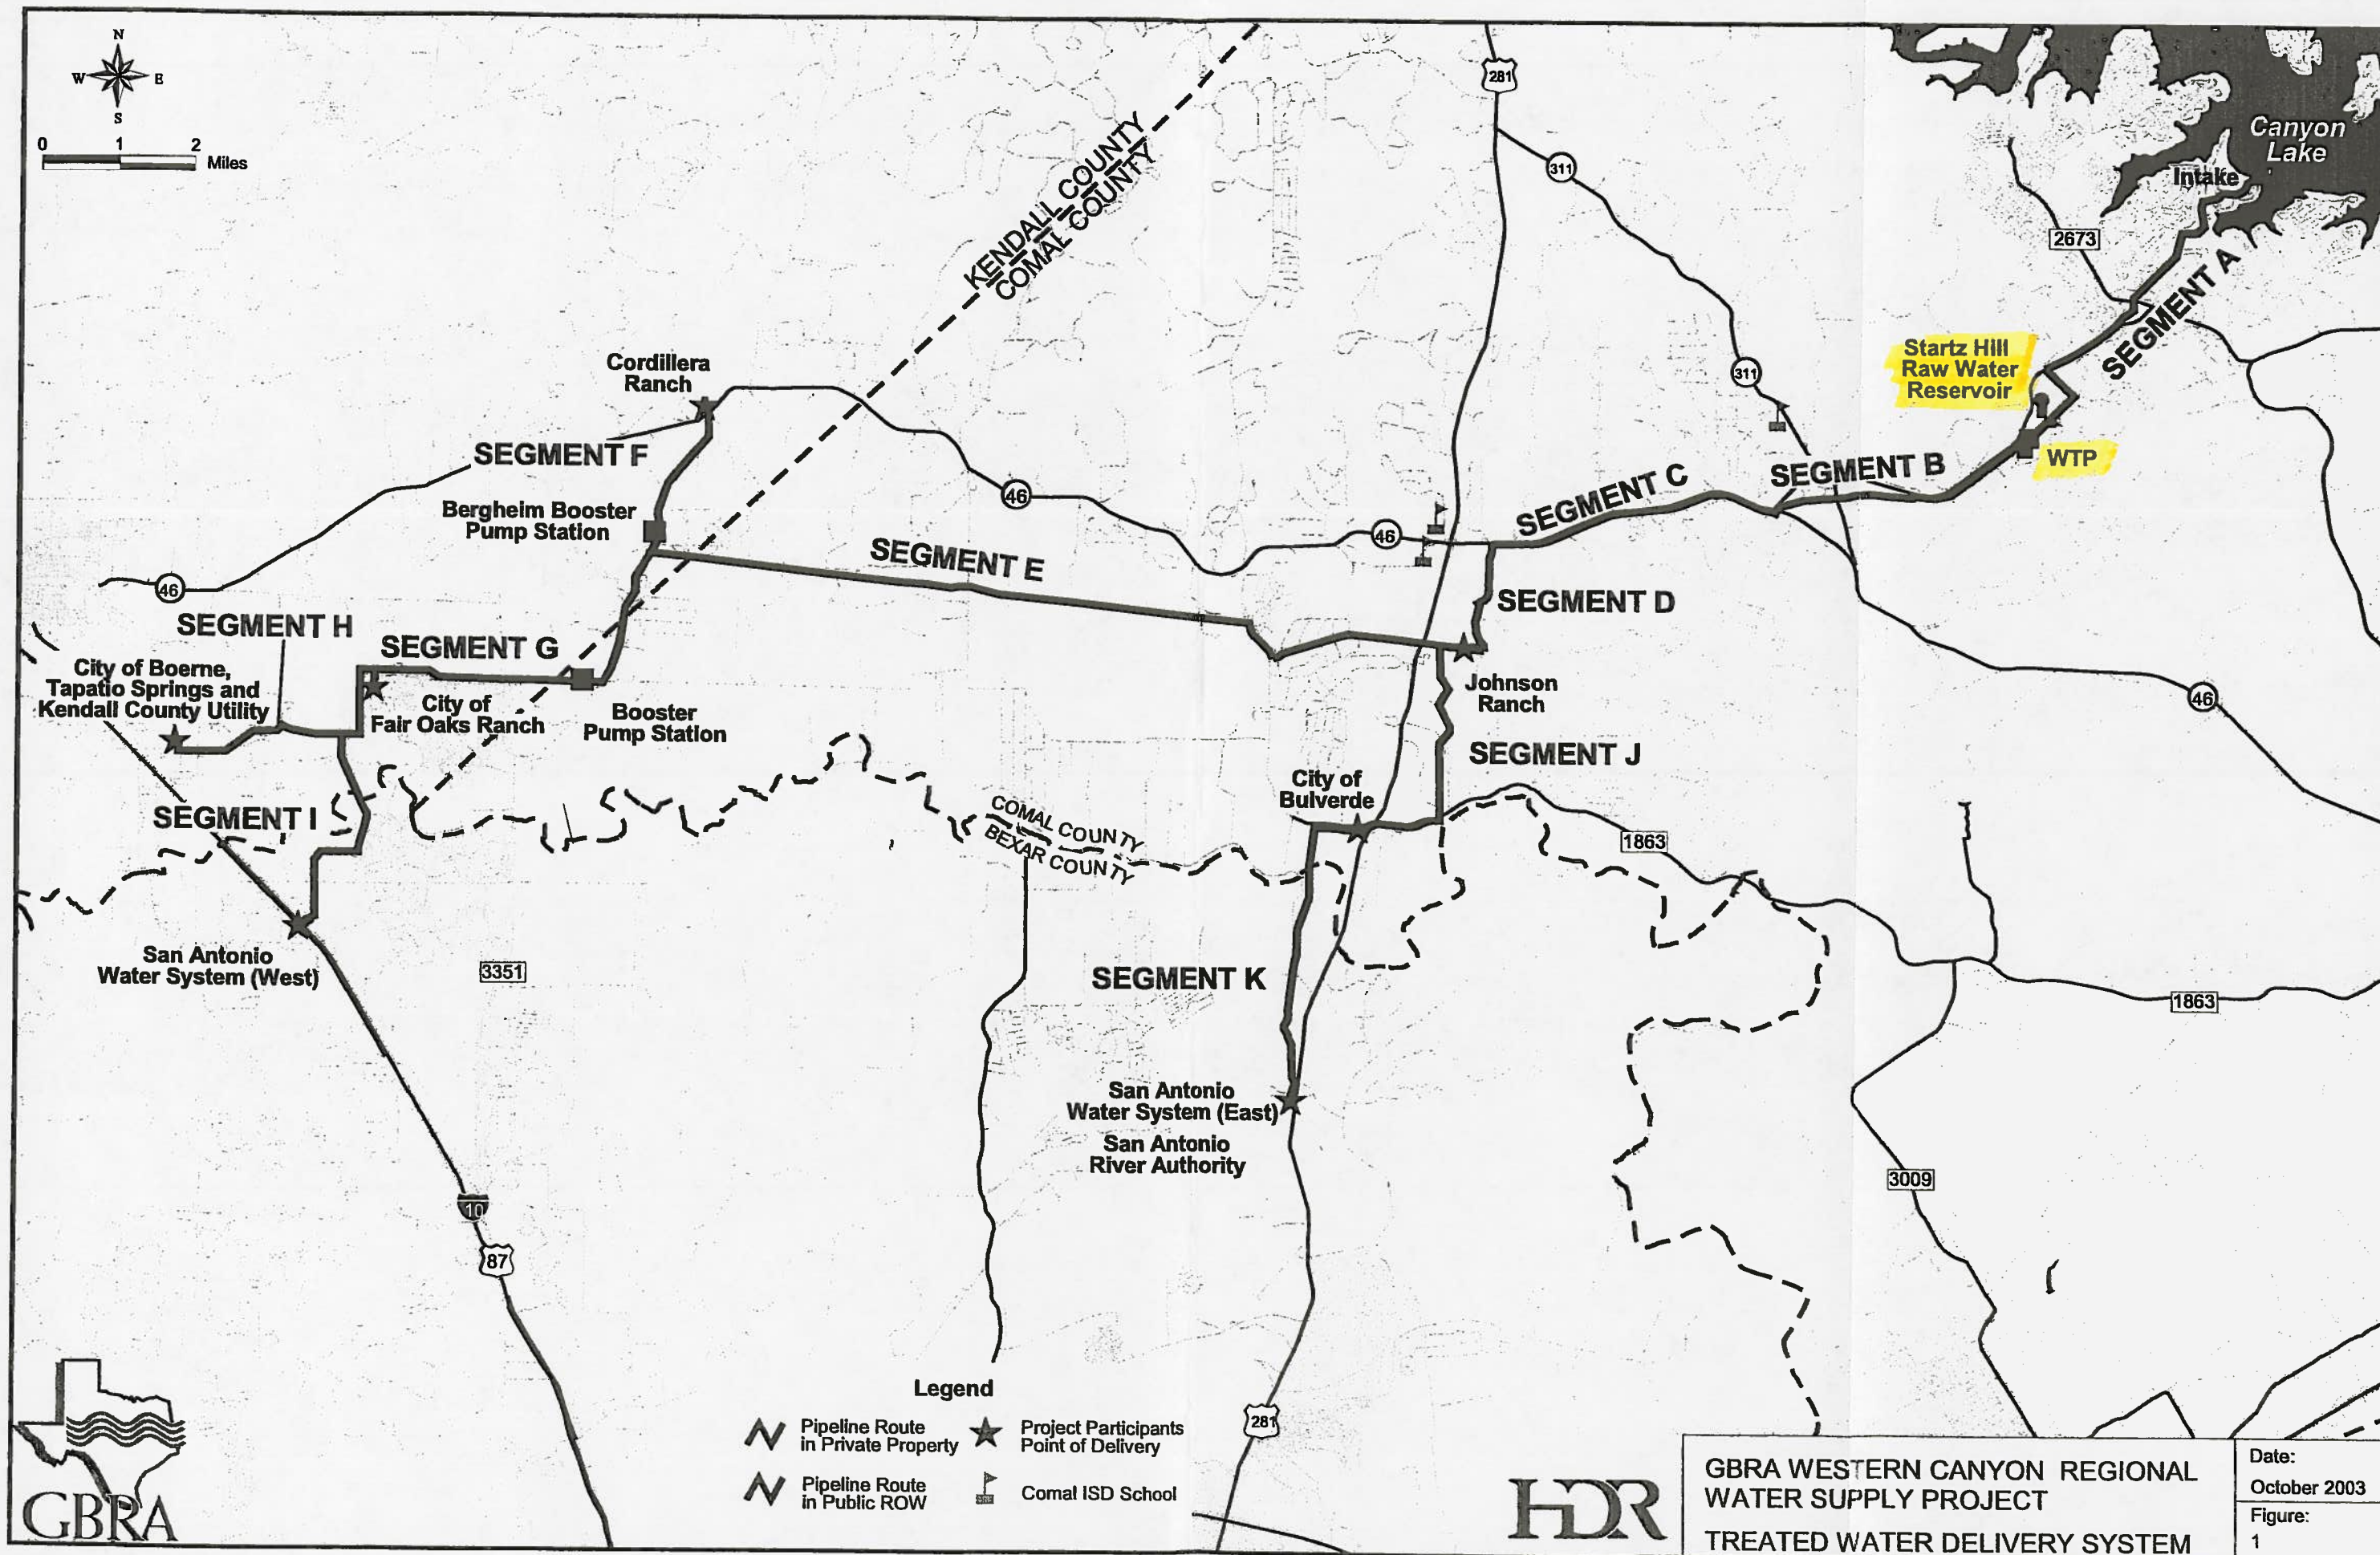 N
W E
S
0 1 2
Miles
KENDALL COUNTY
COMAL COUNTY
281
311
Canyon
Lake
Intake
2673
SEGMENT A
Startz Hill
Raw Water
Reservoir
311
WTP
SEGMENT B
SEGMENT C
Cordillera
Ranch
SEGMENT F
46
Bergheim Booster
Pump Station
46
SEGMENT E
46
SEGMENT D
SEGMENT H
SEGMENT G
City of Boerne,
Tapatio Springs and
Kendall County Utility
City of
Fair Oaks Ranch
Booster
Pump Station
Johnson
Ranch
46
SEGMENT J
City of
Bulverde
SEGMENT I
COMAL COUNTY
BEXAR COUNTY
1863
San Antonio
Water System (West)
3351
SEGMENT K
1863
San Antonio
Water System (East)
San Antonio
River Authority
3009
10
87
281
Legend
Pipeline Route
in Private Property
Project Participants
Point of Delivery
Pipeline Route
in Public ROW
Comal ISD School
GBRA
HDR
GBRA WESTERN CANYON REGIONAL
WATER SUPPLY PROJECT
TREATED WATER DELIVERY SYSTEM
Date:
October 2003
Figure:
1